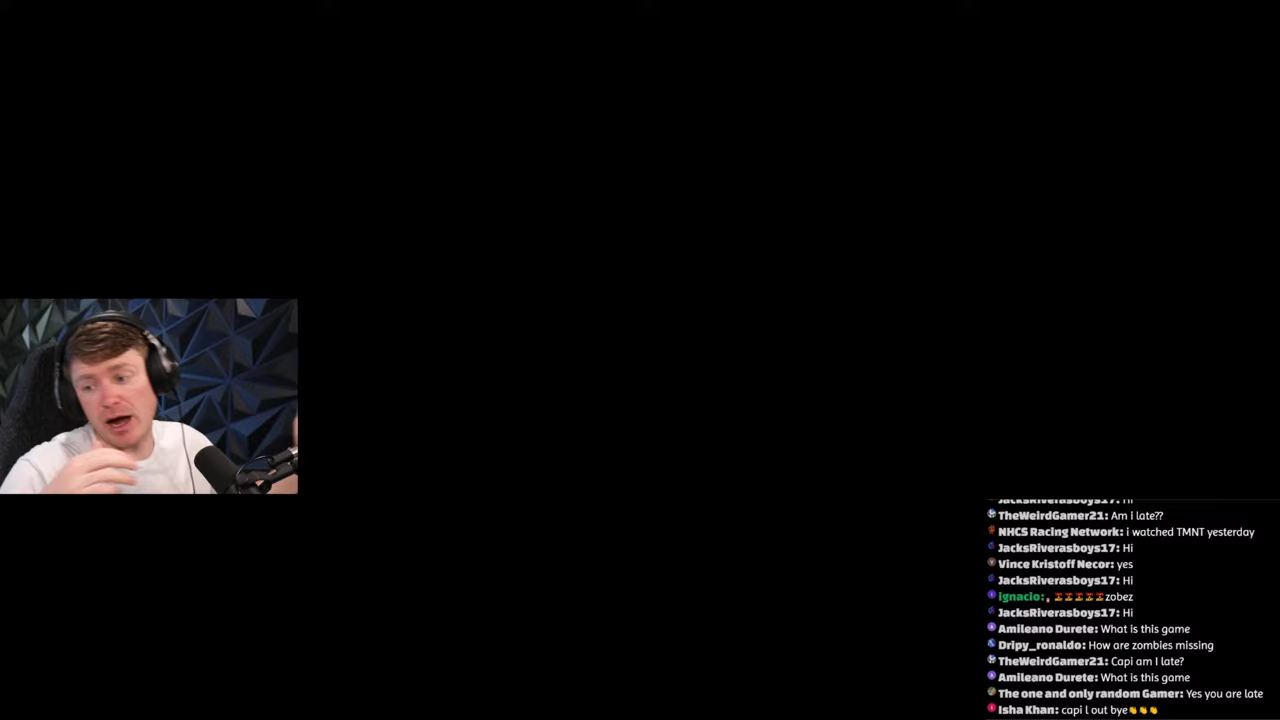 JacksRiverasboys17: Hi
TheWeirdGamer21: Am i late??
NHCS Racing Network: i watched TMNT yesterday
JacksRiverasboys17: Hi
Vince Kristoff Necor: yes
JacksRiverasboys17: Hi
ignacio: 🏝️🏝️🏝️🏝️🏝️zobez
JacksRiverasboys17: Hi
Amileano Durete: What is this game
Dripy_ronaldo: How are zombies missing
TheWeirdGamer21: Capi am I late?
Amileano Durete: What is this game
The one and only random Gamer: Yes you are late
Isha Khan: capi l out bye👏👏👏